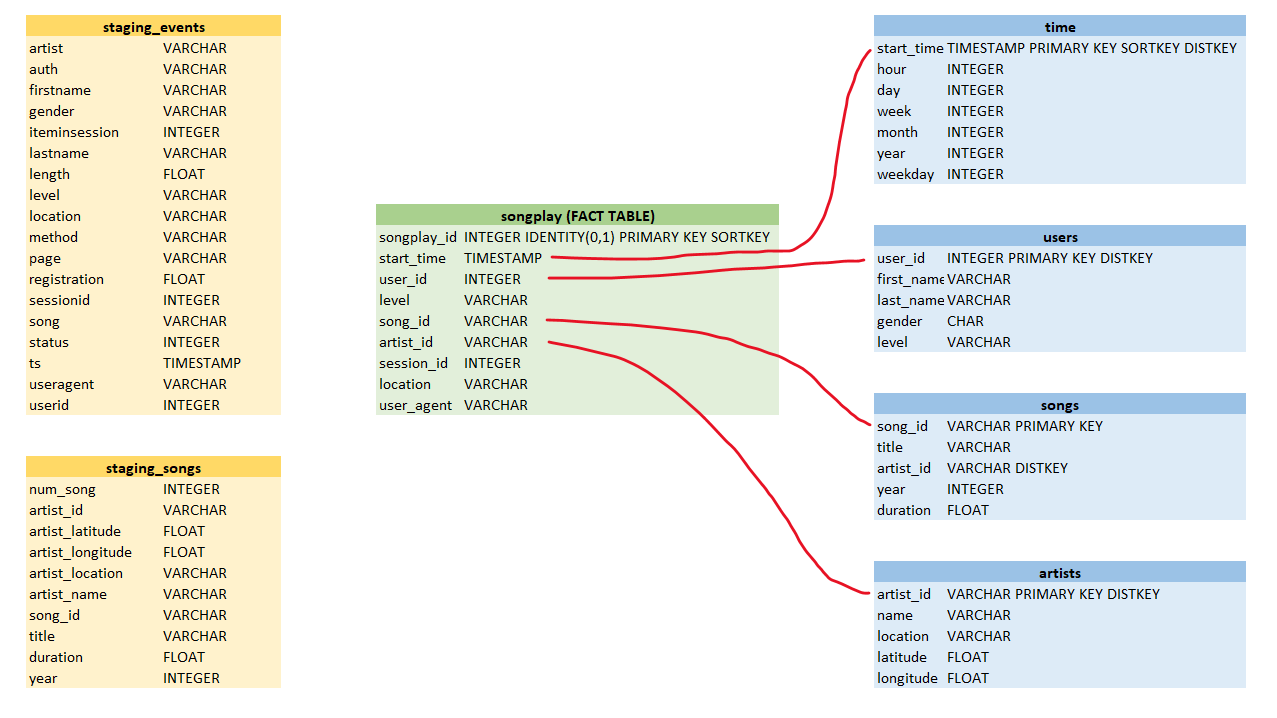 staging_events
artist VARCHAR
auth VARCHAR
firstname VARCHAR
gender VARCHAR
iteminsession INTEGER
lastname VARCHAR
length FLOAT
level VARCHAR
location VARCHAR
method VARCHAR
page VARCHAR
registration FLOAT
sessionid INTEGER
song VARCHAR
status INTEGER
ts TIMESTAMP
useragent VARCHAR
userid INTEGER
staging_songs
num_song INTEGER
artist_id VARCHAR
artist_latitude FLOAT
artist_longitude FLOAT
artist_location VARCHAR
artist_name VARCHAR
song_id VARCHAR
title VARCHAR
duration FLOAT
year INTEGER
songplay (FACT TABLE)
songplay_id INTEGER IDENTITY(0,1) PRIMARY KEY SORTKEY
start_time TIMESTAMP
user_id INTEGER
level VARCHAR
song_id VARCHAR
artist_id VARCHAR
session_id INTEGER
location VARCHAR
user_agent VARCHAR
time
start_time TIMESTAMP PRIMARY KEY SORTKEY DISTKEY
hour INTEGER
day INTEGER
week INTEGER
month INTEGER
year INTEGER
weekday INTEGER
users
user_id INTEGER PRIMARY KEY DISTKEY
first_name VARCHAR
last_name VARCHAR
gender CHAR
level VARCHAR
songs
song_id VARCHAR PRIMARY KEY
title VARCHAR
artist_id VARCHAR DISTKEY
year INTEGER
duration FLOAT
artists
artist_id VARCHAR PRIMARY KEY DISTKEY
name VARCHAR
location VARCHAR
latitude FLOAT
longitude FLOAT